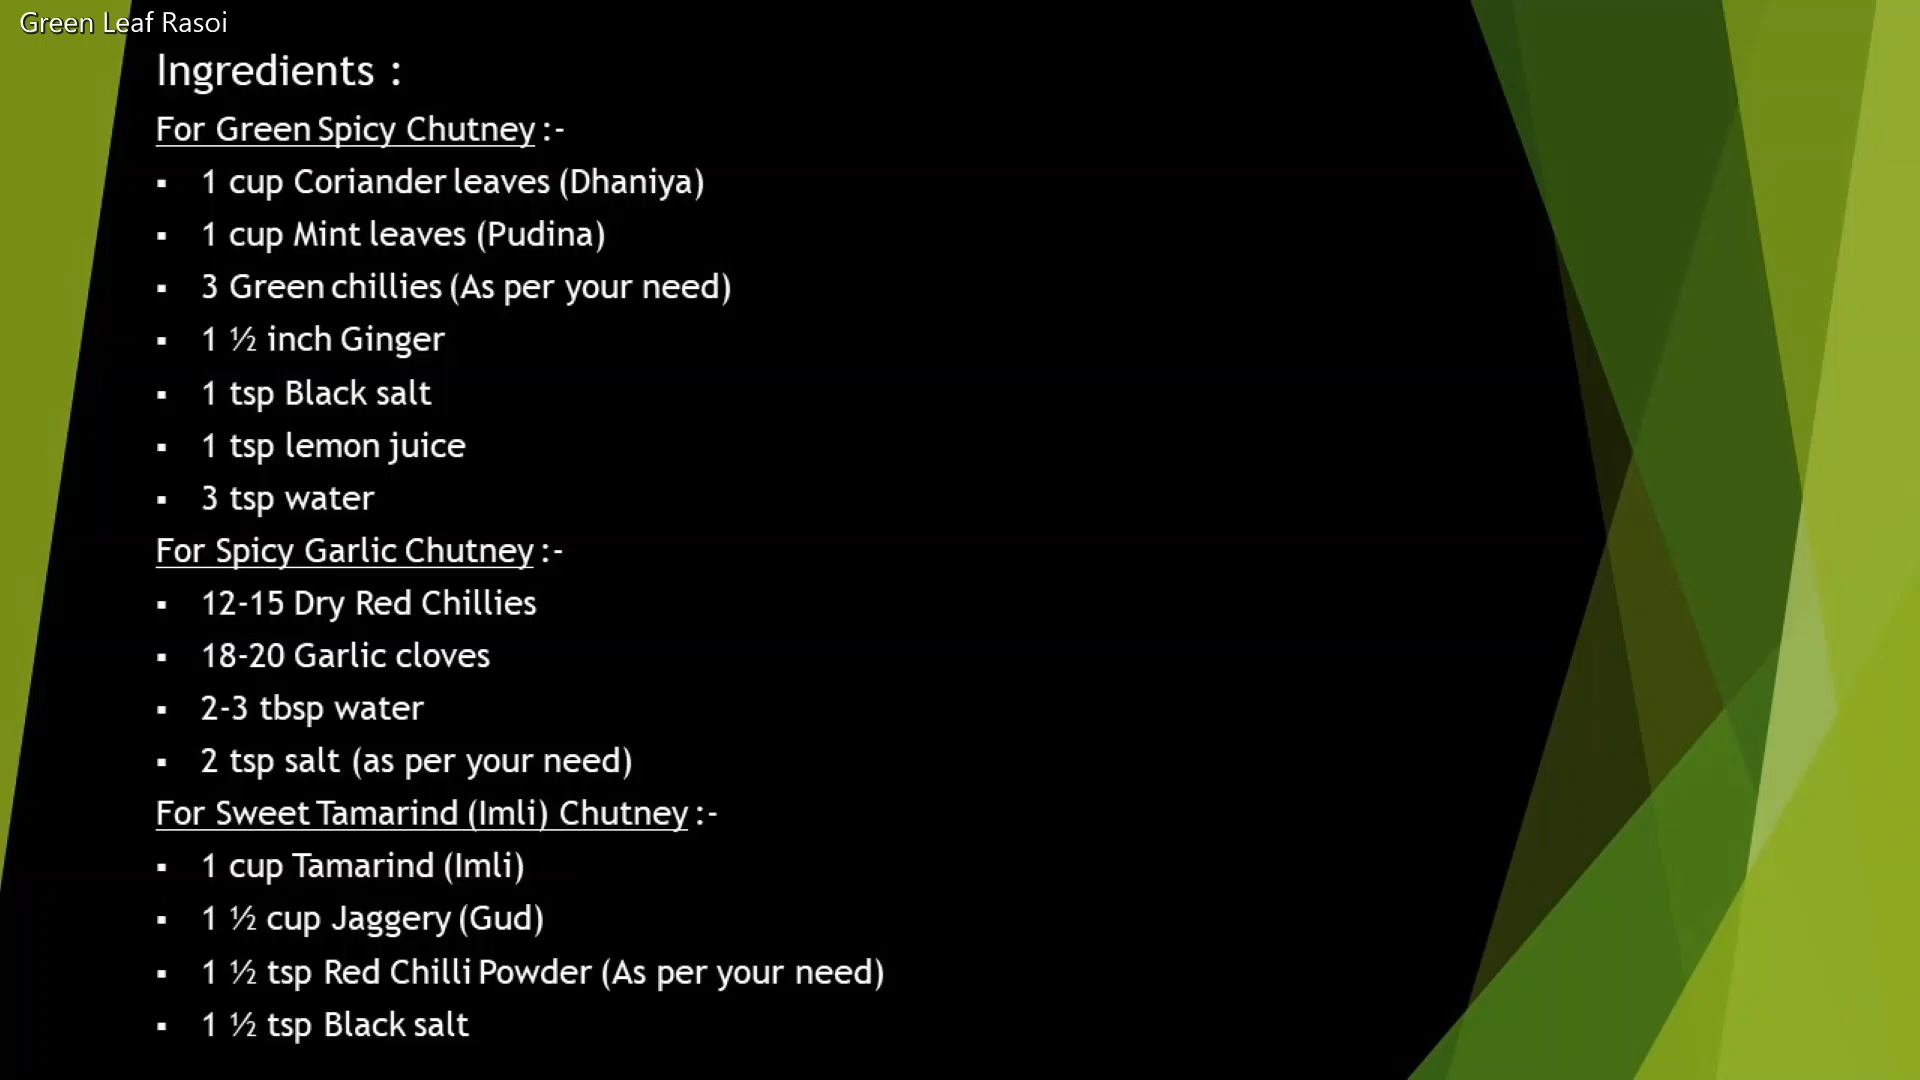 Green Leaf Rasoi
Ingredients :
For Green Spicy Chutney :-
▪ 1 cup Coriander leaves (Dhaniya)
▪ 1 cup Mint leaves (Pudina)
▪ 3 Green chillies (As per your need)
▪ 1 ½ inch Ginger
▪ 1 tsp Black salt
▪ 1 tsp lemon juice
▪ 3 tsp water
For Spicy Garlic Chutney :-
▪ 12-15 Dry Red Chillies
▪ 18-20 Garlic cloves
▪ 2-3 tbsp water
▪ 2 tsp salt (as per your need)
For Sweet Tamarind (Imli) Chutney :-
▪ 1 cup Tamarind (Imli)
▪ 1 ½ cup Jaggery (Gud)
▪ 1 ½ tsp Red Chilli Powder (As per your need)
▪ 1 ½ tsp Black salt